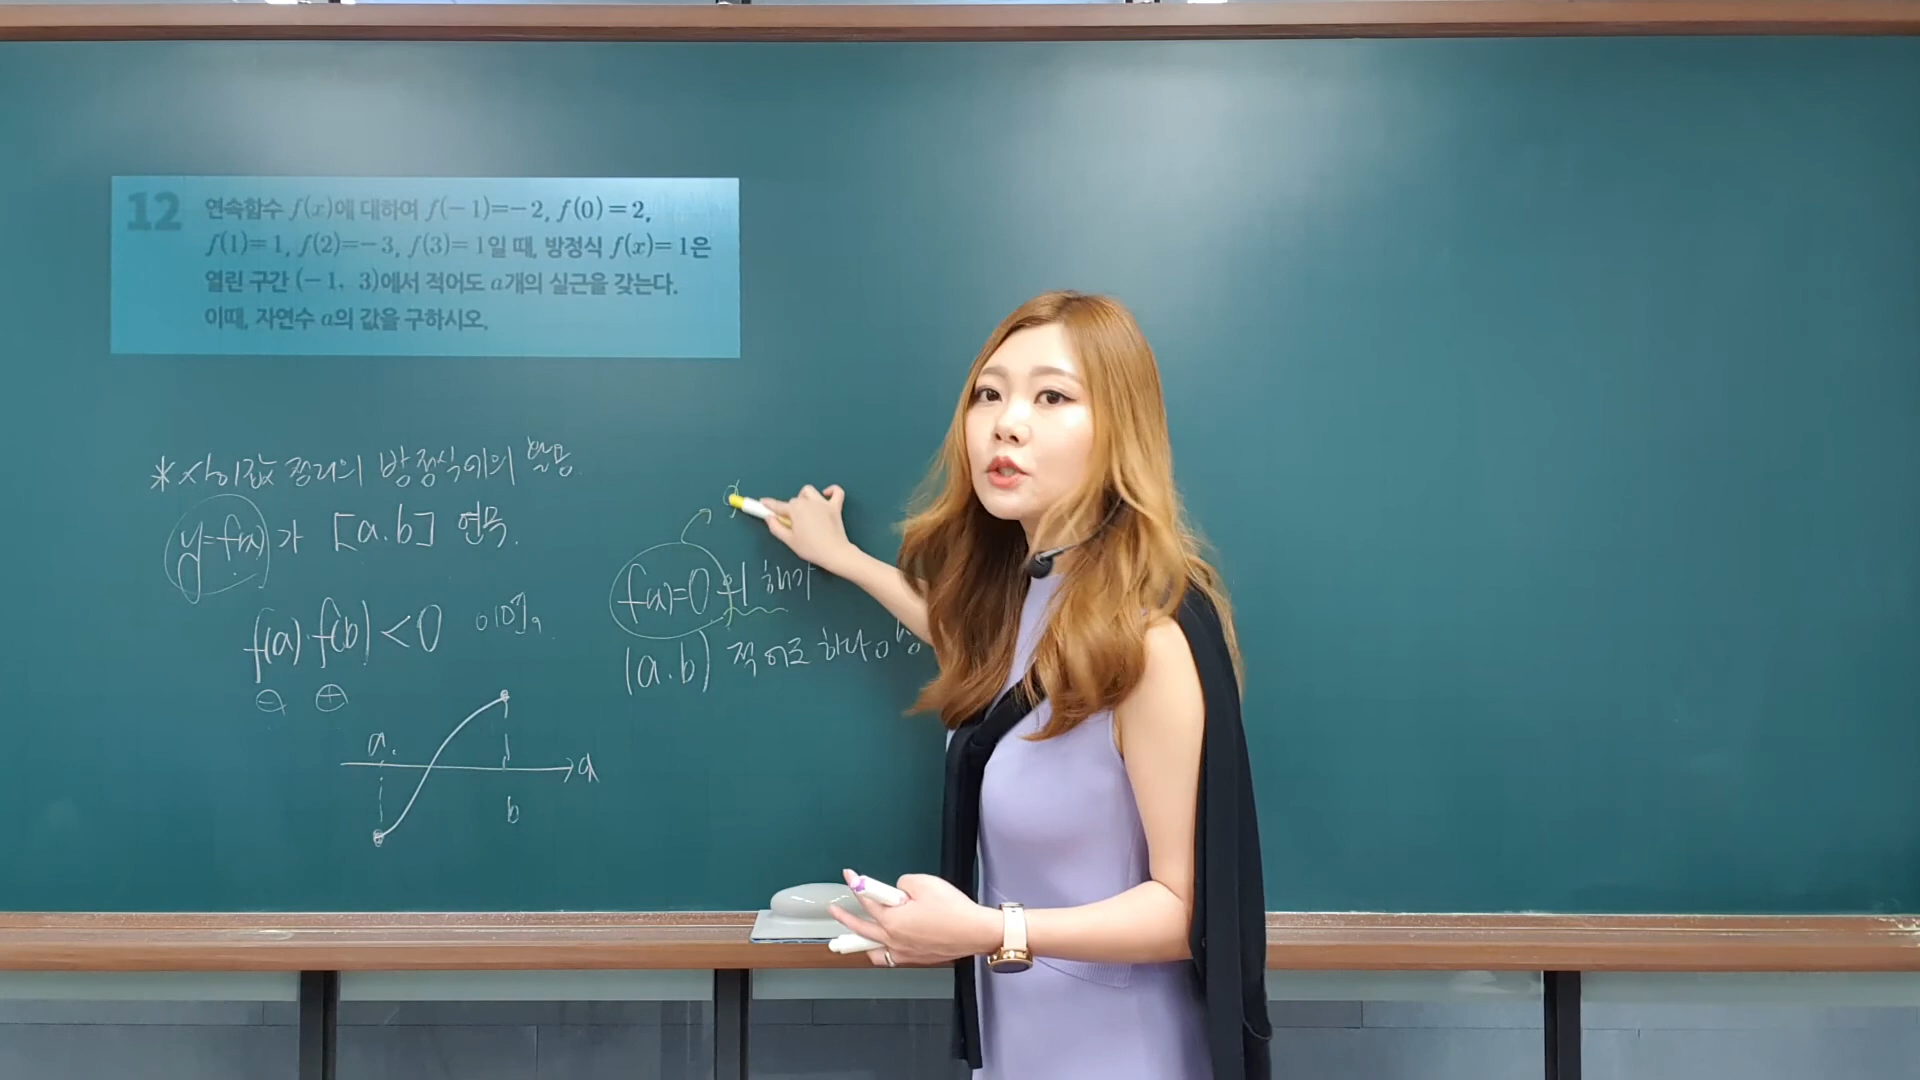 12 연속함수 f(x)에 대하여 f(-1)=-2, f(0)=2,
f(1)=1, f(2)=-3, f(3)=1일 때, 방정식 f(x)=1은
열린 구간 (-1, 3)에서 적어도 a개의 실근을 갖는다.
이때, 자연수 a의 값을 구하시오.
*사이값 정리의 방정식에의 활용.
y=f(x)가 [a.b] 연속.
f(a)·f(b)<0 이면,
⊖ ⊕
a.
x
b
f(x)=0의 해가
(a.b) 적어도 하나